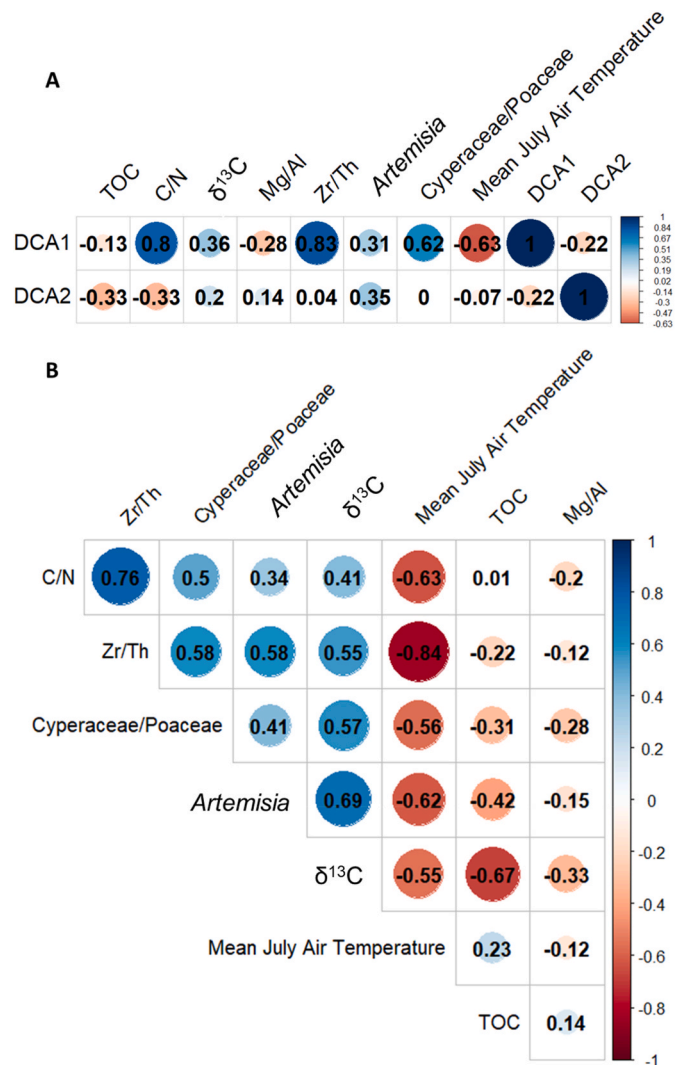 A
TOC C/N δ¹³C Mg/Al Zr/Th Artemisia Cyperaceae/Poaceae Mean July Air Temperature DCA1 DCA2
DCA1 -0.13 0.8 0.36 -0.28 0.83 0.31 0.62 -0.63 1 -0.22
DCA2 -0.33 -0.33 0.2 0.14 0.04 0.35 0 -0.07 -0.22 1
1
0.84
0.67
0.51
0.35
0.19
0.02
-0.14
-0.3
-0.47
-0.63
B
Zr/Th Cyperaceae/Poaceae Artemisia δ¹³C Mean July Air Temperature TOC Mg/Al
C/N 0.76 0.5 0.34 0.41 -0.63 0.01 -0.2
Zr/Th 0.58 0.58 0.55 -0.84 -0.22 -0.12
Cyperaceae/Poaceae 0.41 0.57 -0.56 -0.31 -0.28
Artemisia 0.69 -0.62 -0.42 -0.15
δ¹³C -0.55 -0.67 -0.33
Mean July Air Temperature 0.23 -0.12
TOC 0.14
1
0.8
0.6
0.4
0.2
0
-0.2
-0.4
-0.6
-0.8
-1